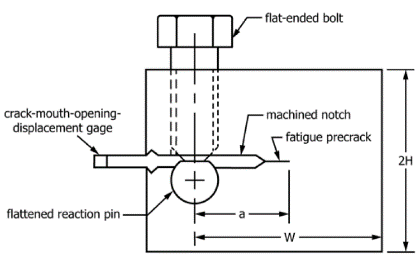 flat-ended bolt
crack-mouth-opening-
displacement gage
machined notch
fatigue precrack
2H
flattened reaction pin
a
W